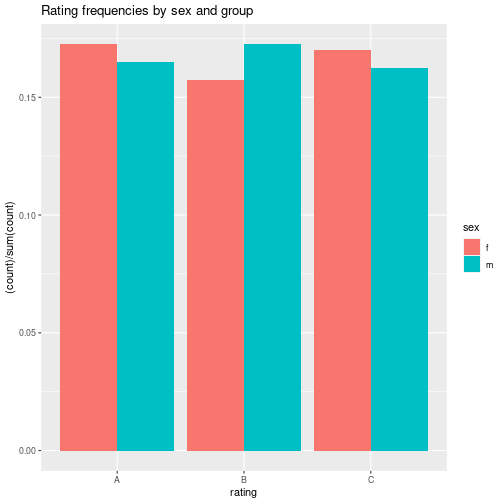 Rating frequencies by sex and group
(count)/sum(count)
0.15
0.10
0.05
0.00
A B C
rating
sex
f
m